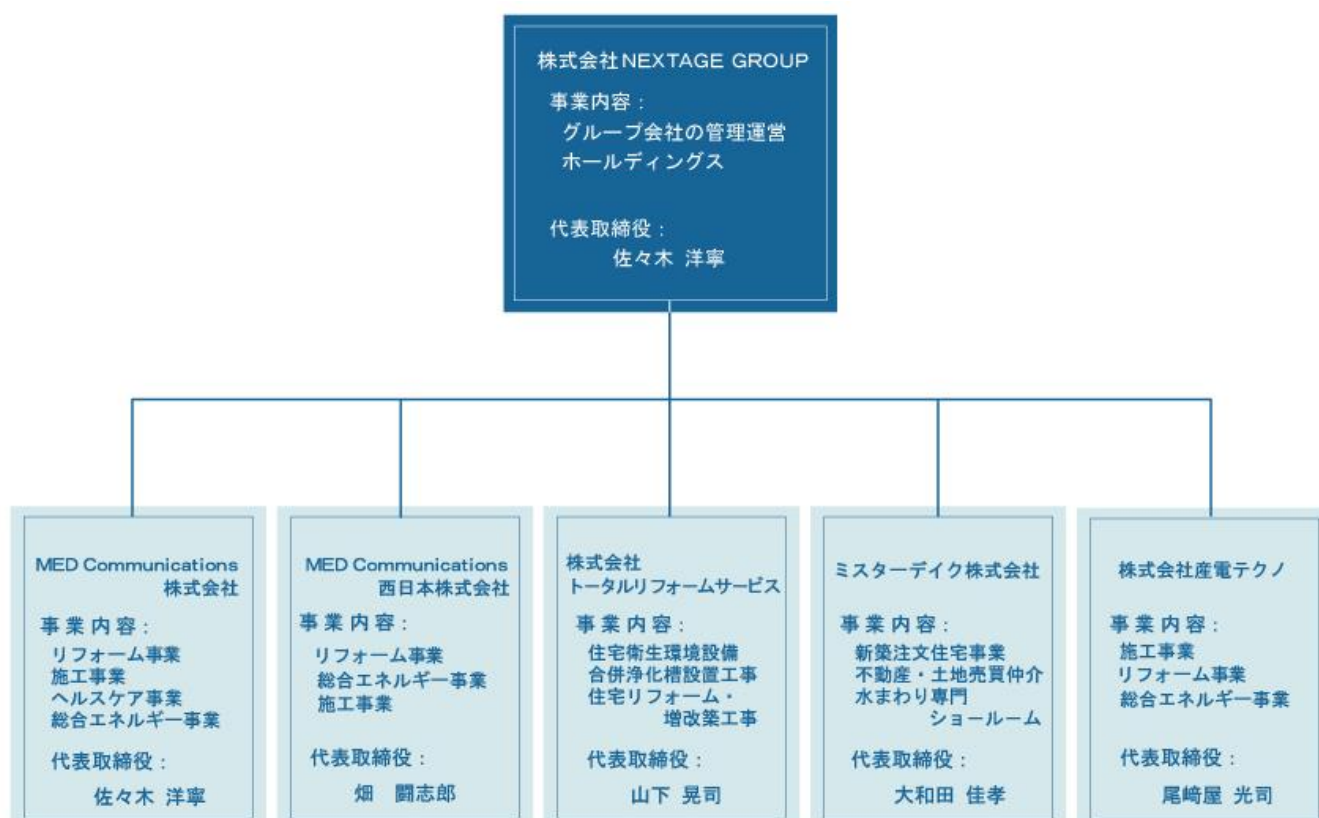 株式会社NEXTAGE GROUP
事業内容：
グループ会社の管理運営
ホールディングス
代表取締役：
佐々木 洋寧
MED Communications
株式会社
事業内容：
リフォーム事業
施工事業
ヘルスケア事業
総合エネルギー事業
代表取締役：
佐々木 洋寧
MED Communications
西日本株式会社
事業内容：
リフォーム事業
総合エネルギー事業
施工事業
代表取締役：
畑 闘志郎
株式会社
トータルリフォームサービス
事業内容：
住宅衛生環境設備
合併浄化槽設置工事
住宅リフォーム・
増改築工事
代表取締役：
山下 晃司
ミスターデイク株式会社
事業内容：
新築注文住宅事業
不動産・土地売買仲介
水まわり専門
ショールーム
代表取締役：
大和田 佳孝
株式会社産電テクノ
事業内容：
施工事業
リフォーム事業
総合エネルギー事業
代表取締役：
尾﨑屋 光司